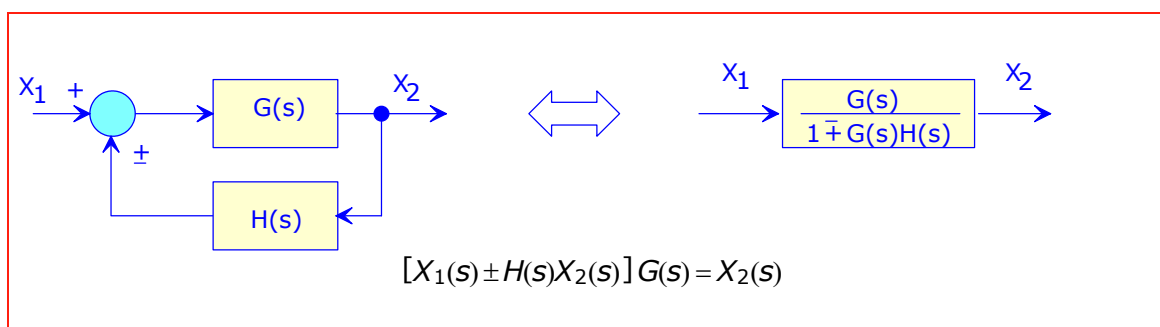 X1
+
±
G(s)
X2
H(s)
X1
G(s)
1 ∓ G(s)H(s)
X2
[X1(s) ± H(s)X2(s)] G(s) = X2(s)